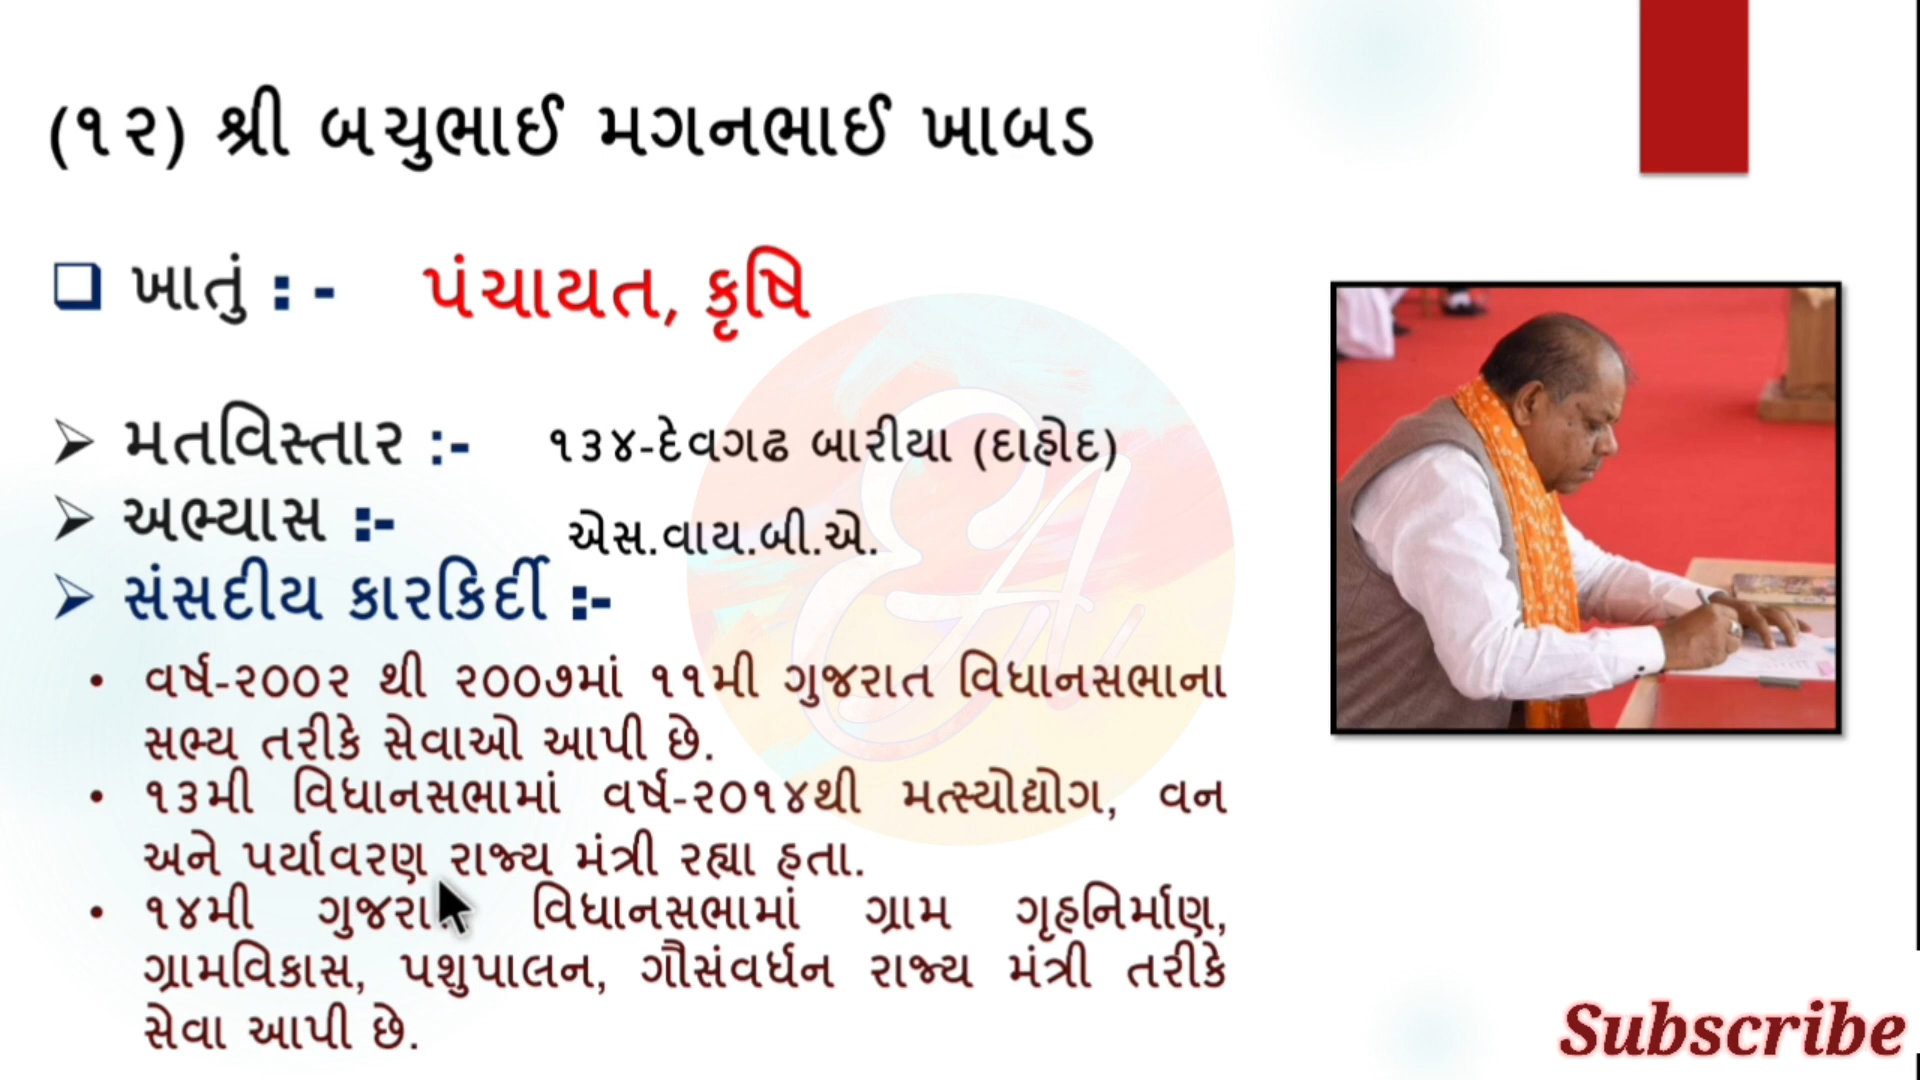 (૧૨) શ્રી બચુભાઈ મગનભાઈ ખાબડ
ખાતું : - પંચાયત, કૃષિ
મતવિસ્તાર :- ૧૩૪-દેવગઢ બારીયા (દાહોદ)
અભ્યાસ :- એસ.વાય.બી.એ.
સંસદીય કારકિર્દી :-
• વર્ષ-૨૦૦૨ થી ૨૦૦૭માં ૧૧મી ગુજરાત વિધાનસભાના
સભ્ય તરીકે સેવાઓ આપી છે.
• ૧૩મી વિધાનસભામાં વર્ષ-૨૦૧૪થી મત્સ્યોદ્યોગ, વન
અને પર્યાવરણ રાજ્ય મંત્રી રહ્યા હતા.
• ૧૪મી વિધાનસભામાં ગ્રામ ગૃહનિર્માણ,
ગ્રામવિકાસ, પશુપાલન, ગૌસંવર્ધન રાજ્ય મંત્રી તરીકે
સેવા આપી છે.
EA
Subscribe